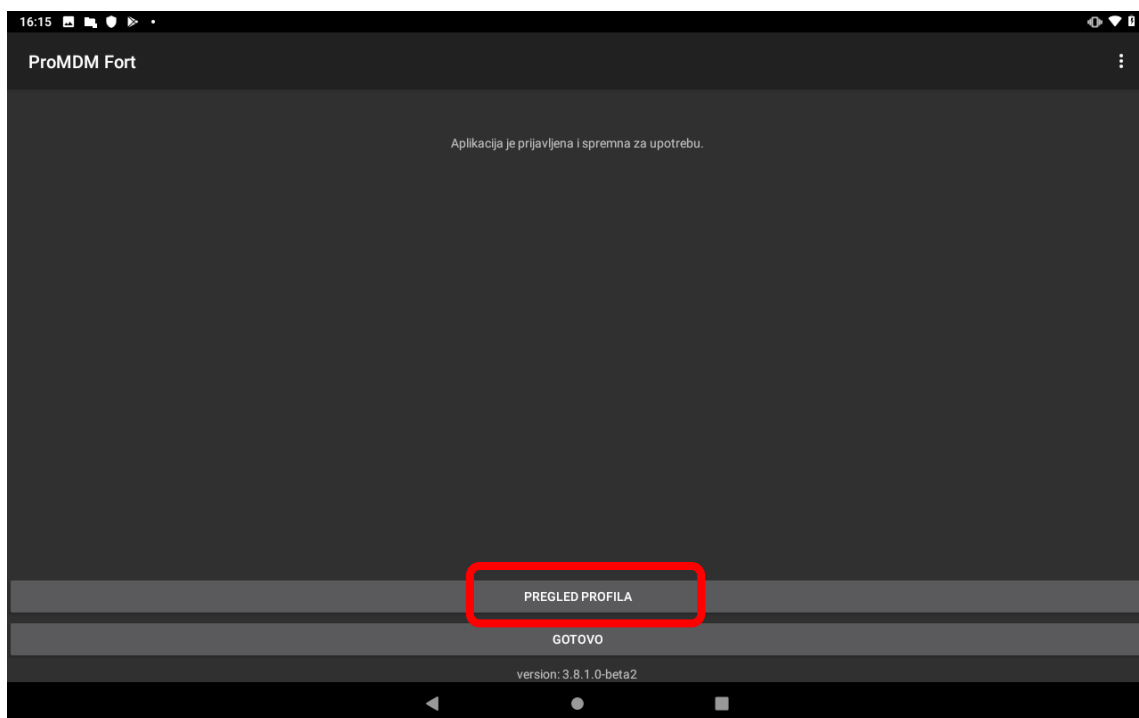 16:15
ProMDM Fort
Aplikacija je prijavljena i spremna za upotrebu.
PREGLED PROFILA
GOTOVO
version: 3.8.1.0-beta2